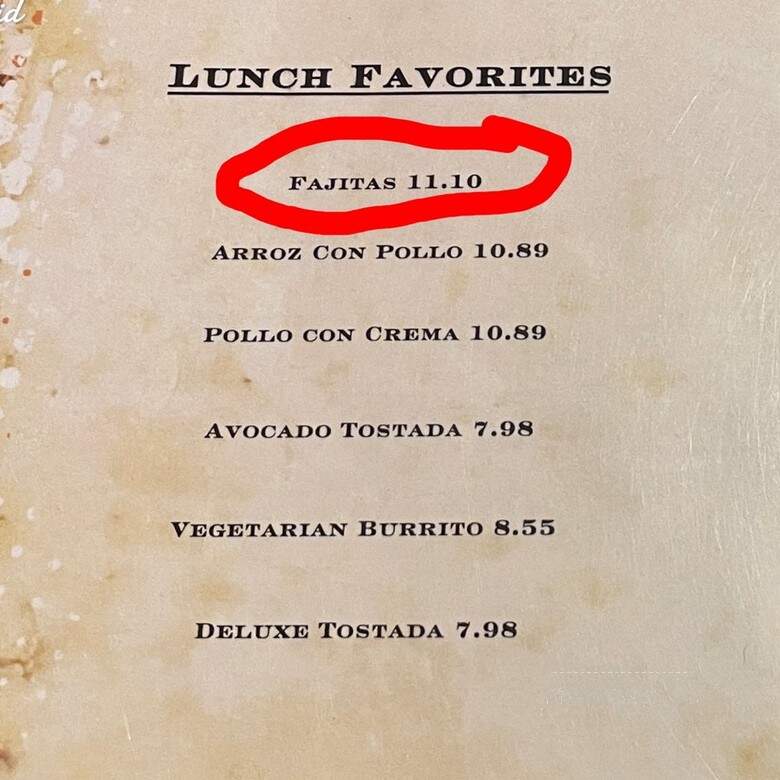 id
LUNCH FAVORITES
FAJITAS 11.10
ARROZ CON POLLO 10.89
POLLO CON CREMA 10.89
AVOCADO TOSTADA 7.98
VEGETARIAN BURRITO 8.55
DELUXE TOSTADA 7.98